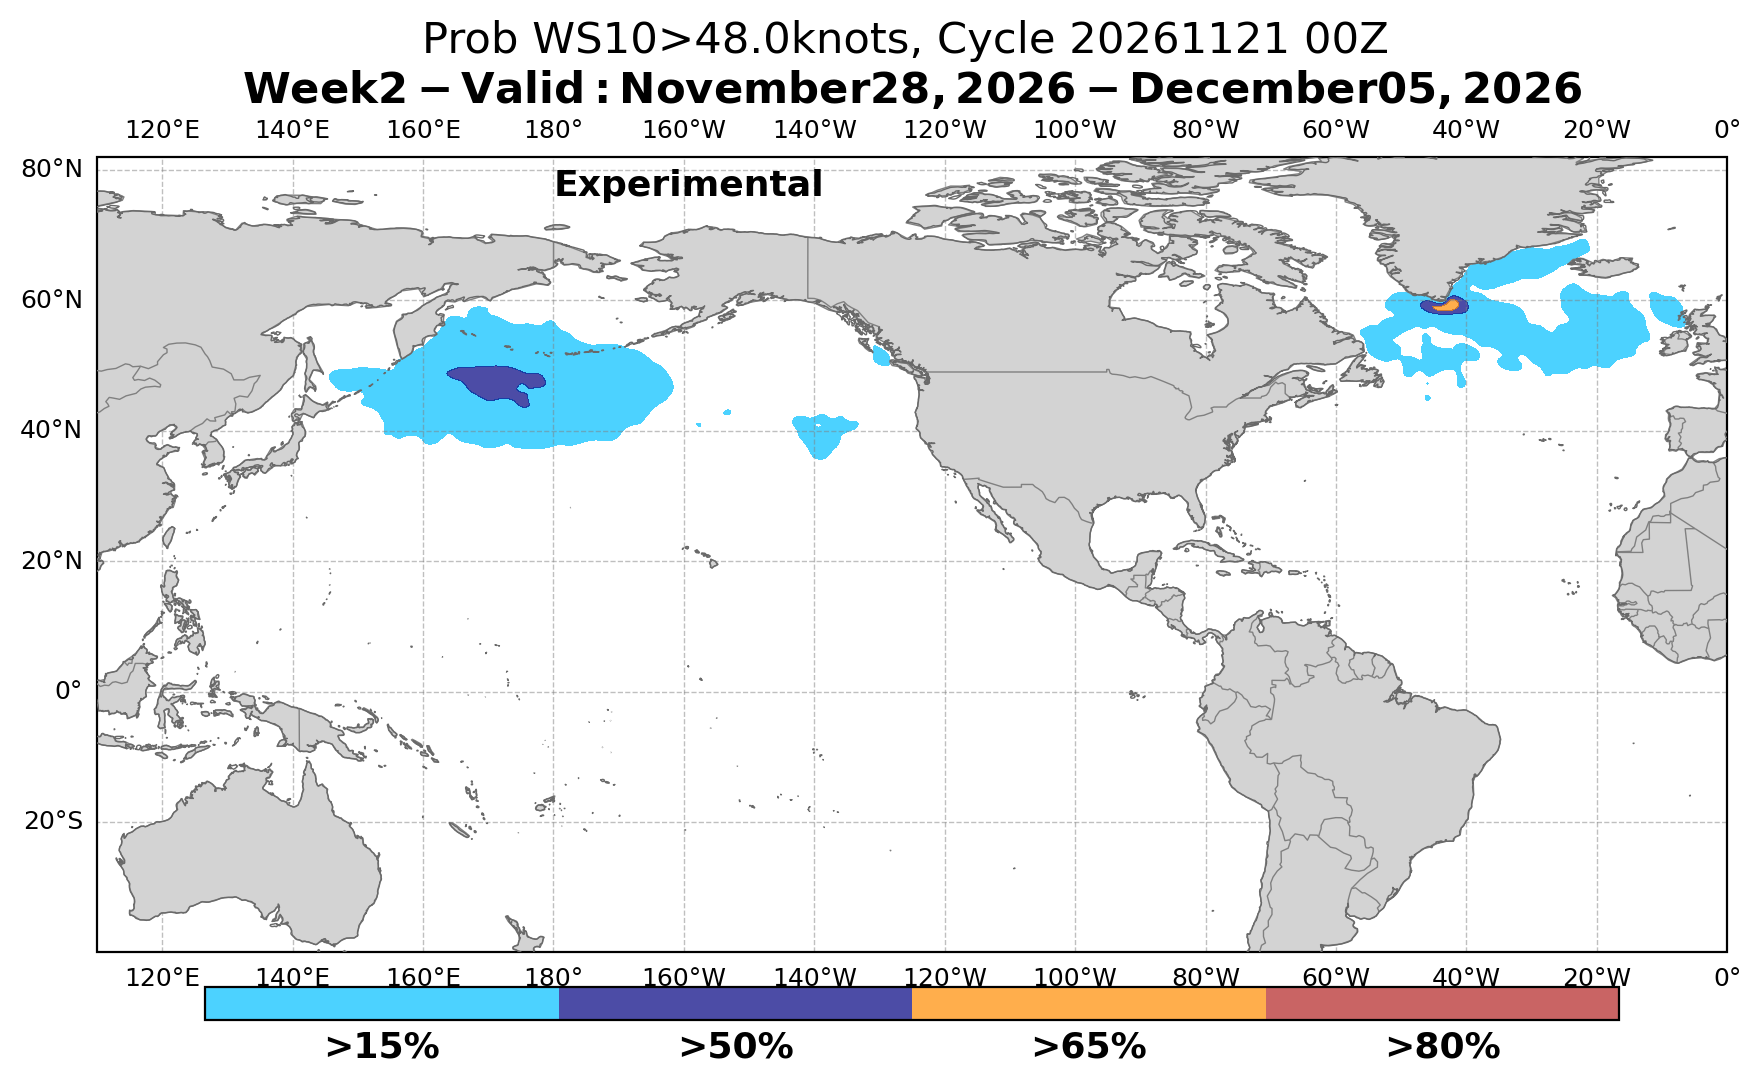 Prob WS10>48.0knots, Cycle 20261121 00Z
Week2 − Valid : November28, 2026 − December05, 2026
120°E 140°E 160°E 180° 160°W 140°W 120°W 100°W 80°W 60°W 40°W 20°W 0°
80°N
Experimental
60°N
40°N
20°N
0°
20°S
120°E 140°E 160°E 180° 160°W 140°W 120°W 100°W 80°W 60°W 40°W 20°W 0°
>15% >50% >65% >80%